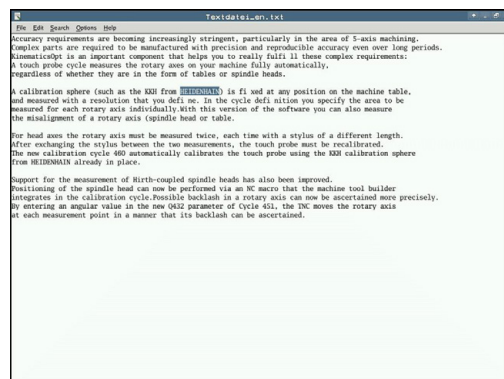 Textdatei_en.txt
File Edit Search Options Help
Accuracy requirements are becoming increasingly stringent, particularly in the area of 5-axis machining.
Complex parts are required to be manufactured with precision and reproducible accuracy even over long periods.
KinematicsOpt is an important component that helps you to really fulfi ll these complex requirements:
A touch probe cycle measures the rotary axes on your machine fully automatically,
regardless of whether they are in the form of tables or spindle heads.
A calibration sphere (such as the KKH from HEIDENHAIN) is fi xed at any position on the machine table,
and measured with a resolution that you defi ne. In the cycle defi nition you specify the area to be
measured for each rotary axis individually.With this version of the software you can also measure
the misalignment of a rotary axis (spindle head or table.
For head axes the rotary axis must be measured twice, each time with a stylus of a different length.
After exchanging the stylus between the two measurements, the touch probe must be recalibrated.
The new calibration cycle 460 automatically calibrates the touch probe using the KKH calibration sphere
from HEIDENHAIN already in place.
Support for the measurement of Hirth-coupled spindle heads has also been improved.
Positioning of the spindle head can now be performed via an NC macro that the machine tool builder
integrates in the calibration cycle.Possible backlash in a rotary axis can now be ascertained more precisely.
By entering an angular value in the new Q432 parameter of Cycle 451, the TNC moves the rotary axis
at each measurement point in a manner that its backlash can be ascertained.